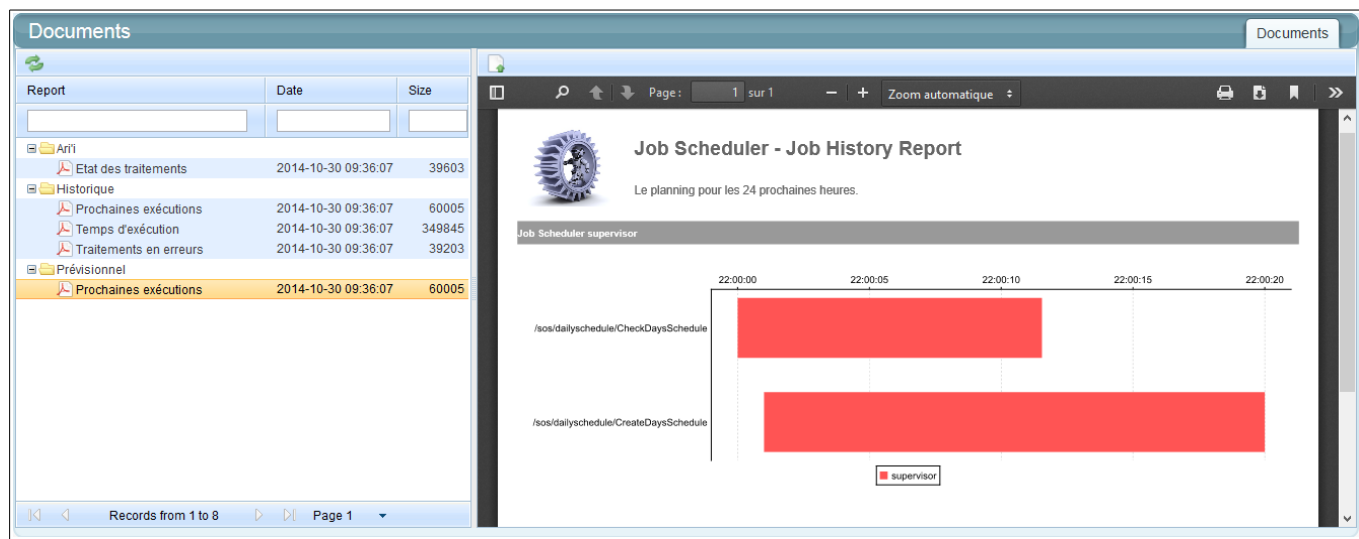 Documents
Documents
Report Date Size
Ari'i
Etat des traitements 2014-10-30 09:36:07 39603
Historique
Prochaines exécutions 2014-10-30 09:36:07 60005
Temps d'exécution 2014-10-30 09:36:07 349845
Traitements en erreurs 2014-10-30 09:36:07 39203
Prévisionnel
Prochaines exécutions 2014-10-30 09:36:07 60005
Records from 1 to 8 Page 1
Page : 1 sur 1 Zoom automatique
Job Scheduler - Job History Report
Le planning pour les 24 prochaines heures.
Job Scheduler supervisor
22:00:00 22:00:05 22:00:10 22:00:15 22:00:20
/sos/dailyschedule/CheckDaysSchedule
/sos/dailyschedule/CreateDaysSchedule
supervisor